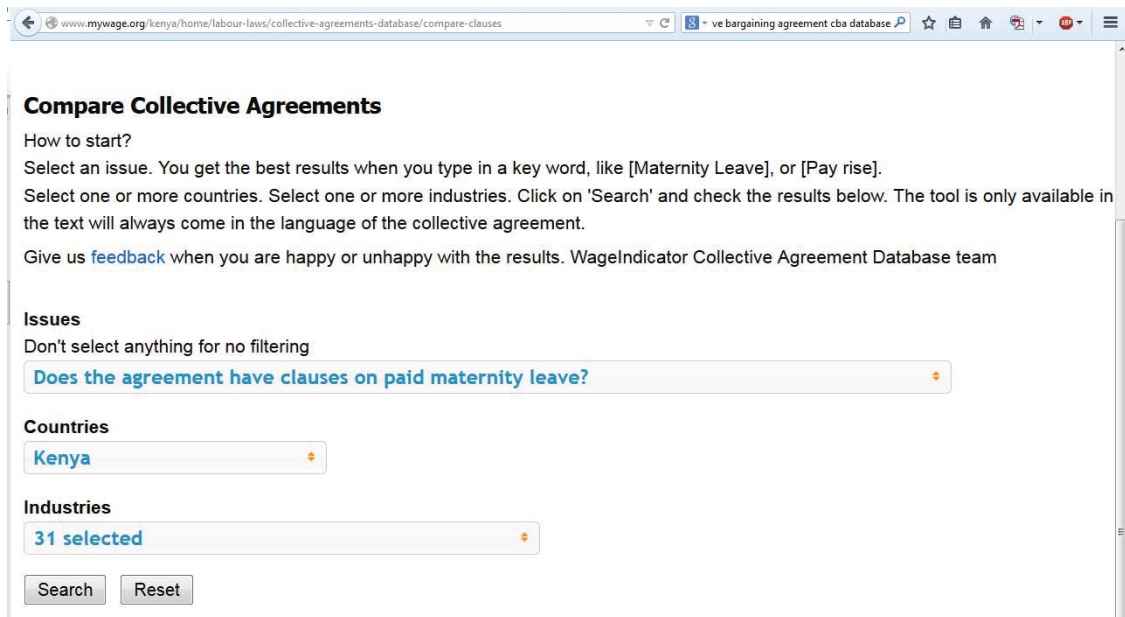 www.mywage.org/kenya/home/labour-laws/collective-agreements-database/compare-clauses
8 ve bargaining agreement cba database
ABP
Compare Collective Agreements
How to start?
Select an issue. You get the best results when you type in a key word, like [Maternity Leave], or [Pay rise].
Select one or more countries. Select one or more industries. Click on 'Search' and check the results below. The tool is only available in
the text will always come in the language of the collective agreement.
Give us feedback when you are happy or unhappy with the results. WageIndicator Collective Agreement Database team
Issues
Don't select anything for no filtering
Does the agreement have clauses on paid maternity leave?
Countries
Kenya
Industries
31 selected
Search Reset